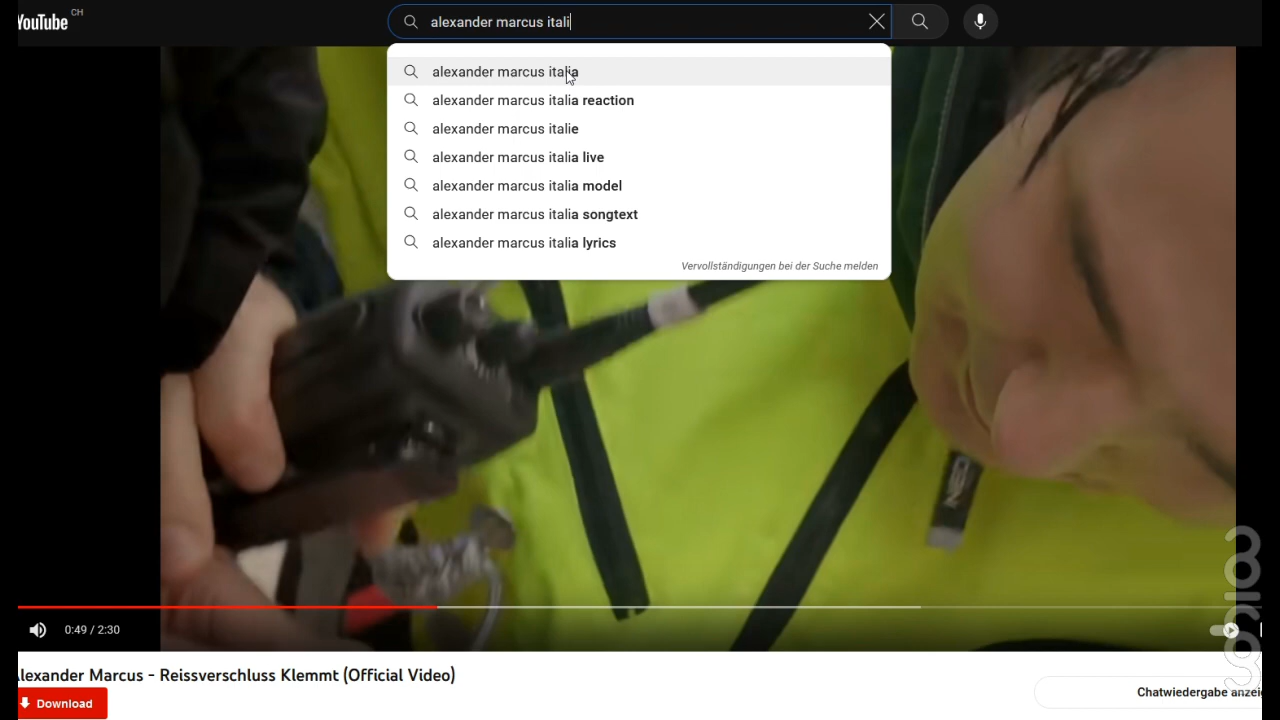 YouTube CH
alexander marcus itali
alexander marcus italia
alexander marcus italia reaction
alexander marcus italie
alexander marcus italia live
alexander marcus italia model
alexander marcus italia songtext
alexander marcus italia lyrics
Vervollständigungen bei der Suche melden
NEO
0:49 / 2:30
lexander Marcus - Reissverschluss Klemmt (Official Video)
Download
Chatwiedergabe anzei